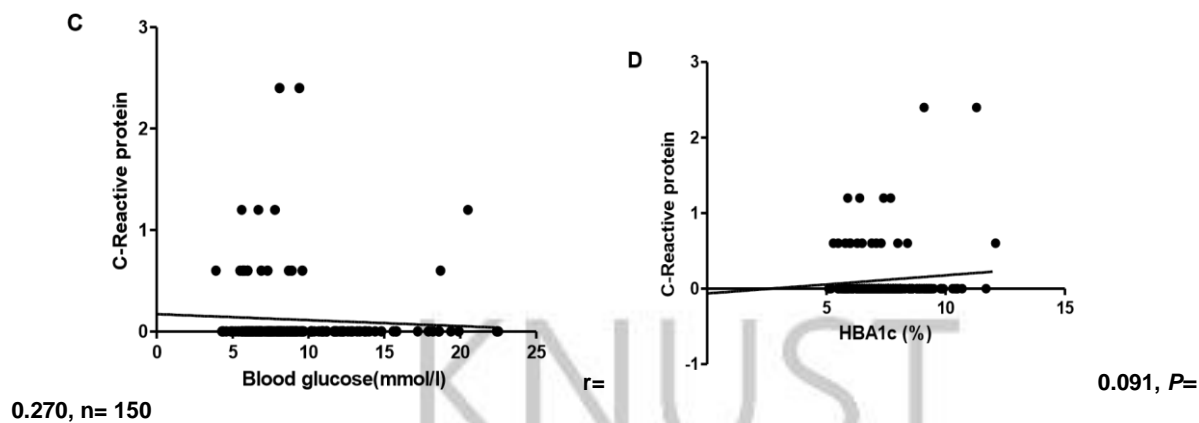 C
3
2
1
0
C-Reactive protein
0 5 10 15 20 25
Blood glucose(mmol/l)
D
3
2
1
0
-1
C-Reactive protein
5 10 15
HBA1c (%)
KNUST
r= 0.091, P=
0.270, n= 150